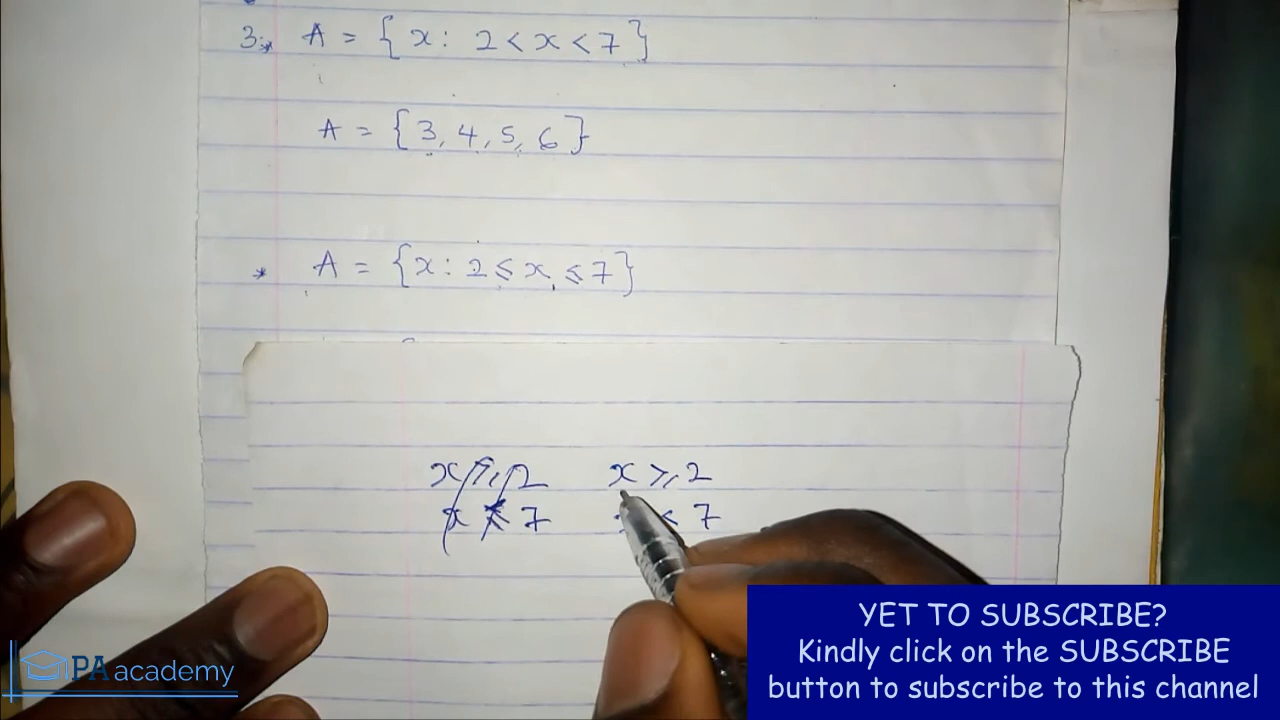 3. A = { x : 2 < x < 7 }
A = { 3, 4, 5, 6 }
* A = { x : 2 ⩽ x ⩽ 7 }
x ⩾ 2 x ⩾ 2
x ⩽ 7 < 7
YET TO SUBSCRIBE?
Kindly click on the SUBSCRIBE
button to subscribe to this channel
PA academy